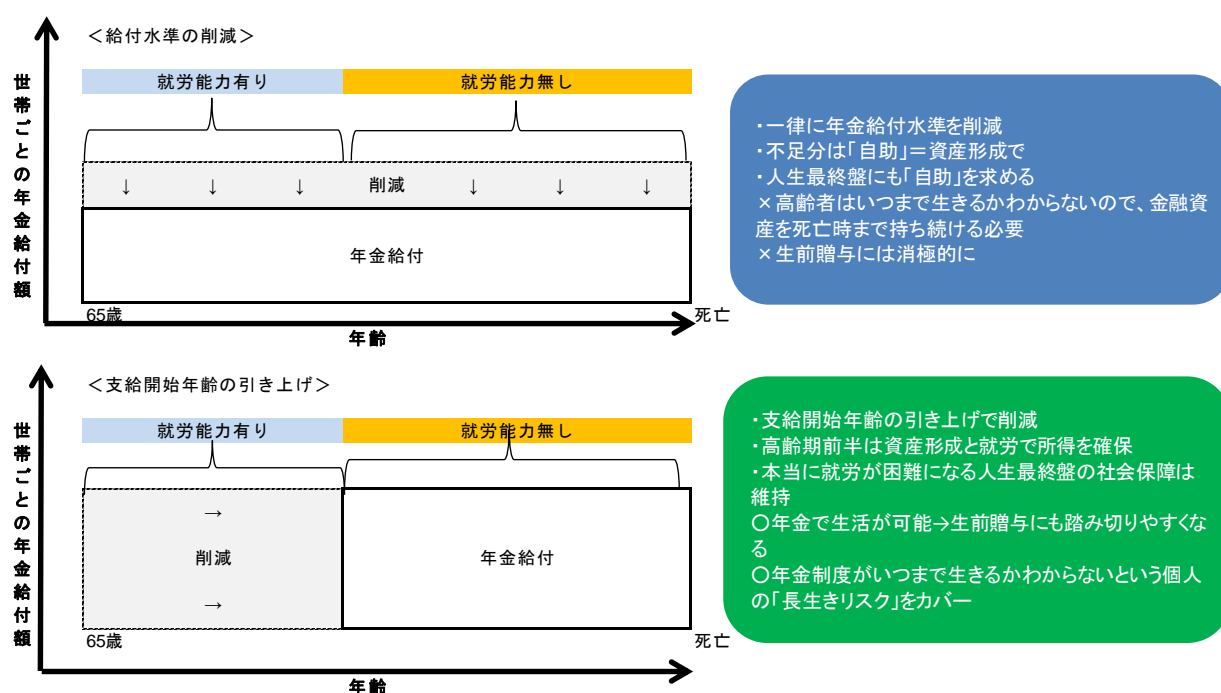 <給付水準の削減>
世帯ごとの年金給付額
就労能力有り
就労能力無し
↓ ↓ ↓ 削減 ↓ ↓ ↓
年金給付
65歳
死亡
年齢
・一律に年金給付水準を削減
・不足分は「自助」＝資産形成で
・人生最終盤にも「自助」を求める
×高齢者はいつまで生きるかわからないので、金融資
産を死亡時まで持ち続ける必要
×生前贈与には消極的に
<支給開始年齢の引き上げ>
世帯ごとの年金給付額
就労能力有り
就労能力無し
→
削減
→
年金給付
65歳
死亡
年齢
・支給開始年齢の引き上げで削減
・高齢期前半は資産形成と就労で所得を確保
・本当に就労が困難になる人生最終盤の社会保障は
維持
○年金で生活が可能→生前贈与にも踏み切りやすくな
る
○年金制度がいつまで生きるかわからないという個人
の「長生きリスク」をカバー